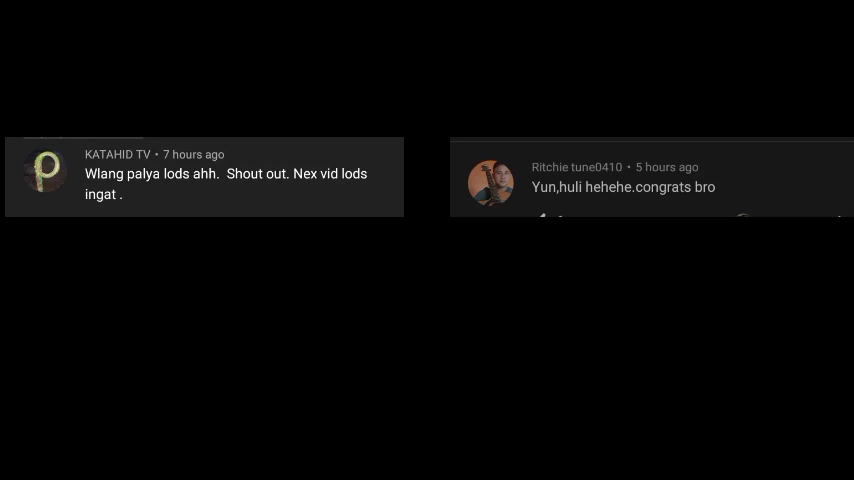 KATAHID TV • 7 hours ago
Wlang palya lods ahh.  Shout out. Nex vid lods
ingat .
Ritchie tune0410 • 5 hours ago
Yun,huli hehehe.congrats bro